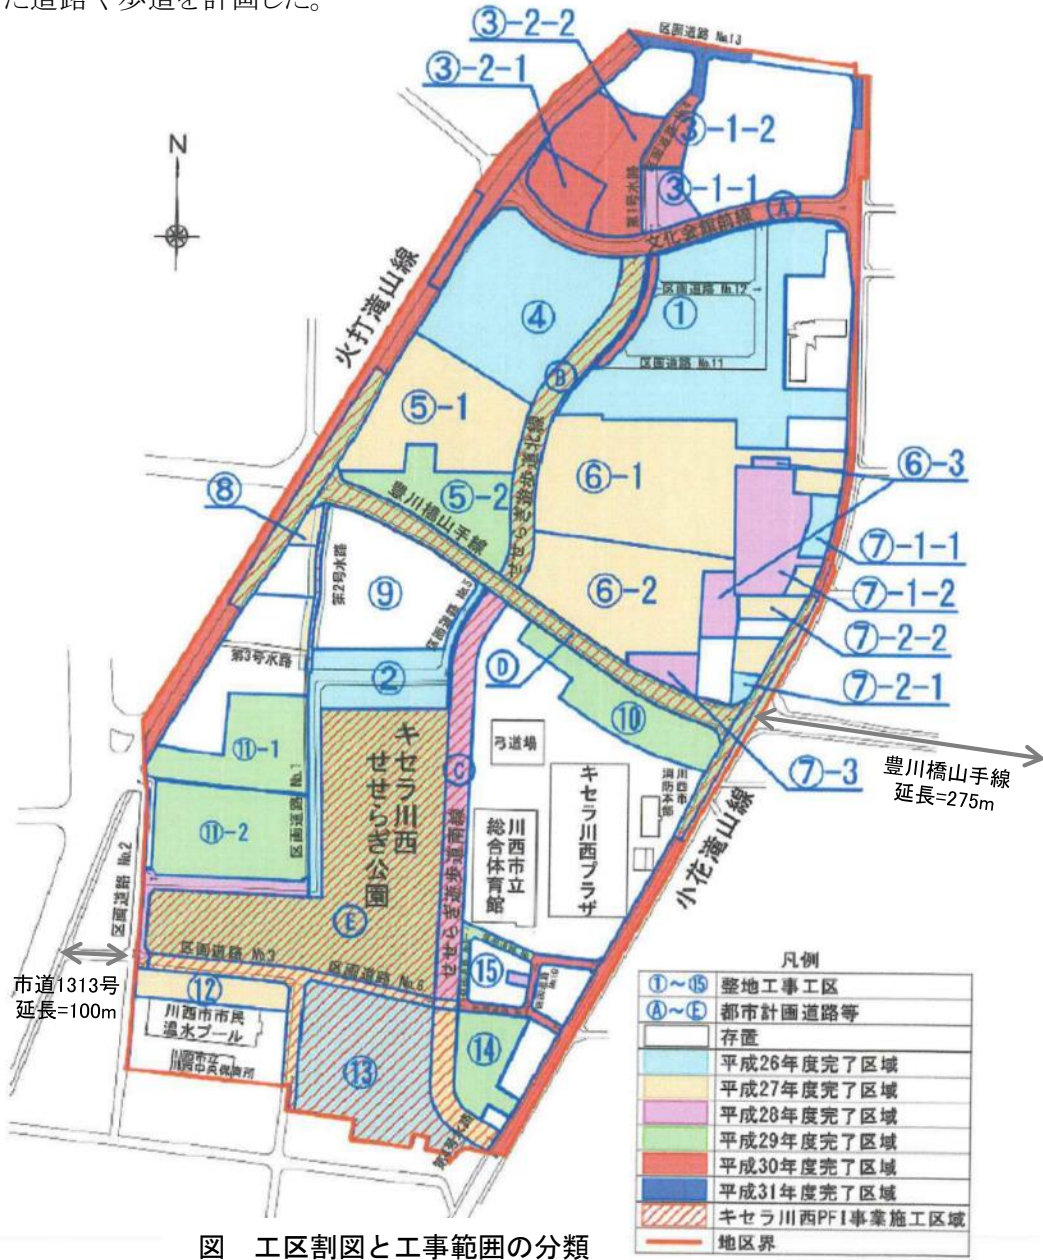 た道路や歩道を計画した。
③-2-2
区画道路 No.13
③-2-1
N
③-1-2
③-1-1
第1号水路
Ⓐ
文化会館前線
火打滝山線
④
区画道路 No.12
①
区画道路 No.11
Ⓑ
⑤-1
せせらぎ遊歩道北線
⑥-1
⑥-3
⑧
⑤-2
豊川橋山手線
⑦-1-1
第2号水路
⑨
区画道路 No.5
⑥-2
⑦-1-2
⑦-2-2
第3号水路
②
Ⓓ
⑦-2-1
⑩
⑪-1
キセラ川西
せせらぎ公園
Ⓒ
弓道場
川西市
消防本部
⑦-3
豊川橋山手線
延長=275m
キセラ川西プラザ
区画道路 No.1
⑪-2
せせらぎ遊歩道南線
川西市立
総合体育館
小花滝山線
区画道路 No.2
Ⓔ
区画道路 No.3
区画道路 No.6
⑮
市道1313号
延長=100m
⑫
川西市市民
温水プール
川西市立
川西中央保育所
⑬
⑭
凡例
①～⑮ 整地工事工区
Ⓐ～Ⓔ 都市計画道路等
存置
平成26年度完了区域
平成27年度完了区域
平成28年度完了区域
平成29年度完了区域
平成30年度完了区域
平成31年度完了区域
キセラ川西PFI事業施工区域
地区界
図 工区割図と工事範囲の分類